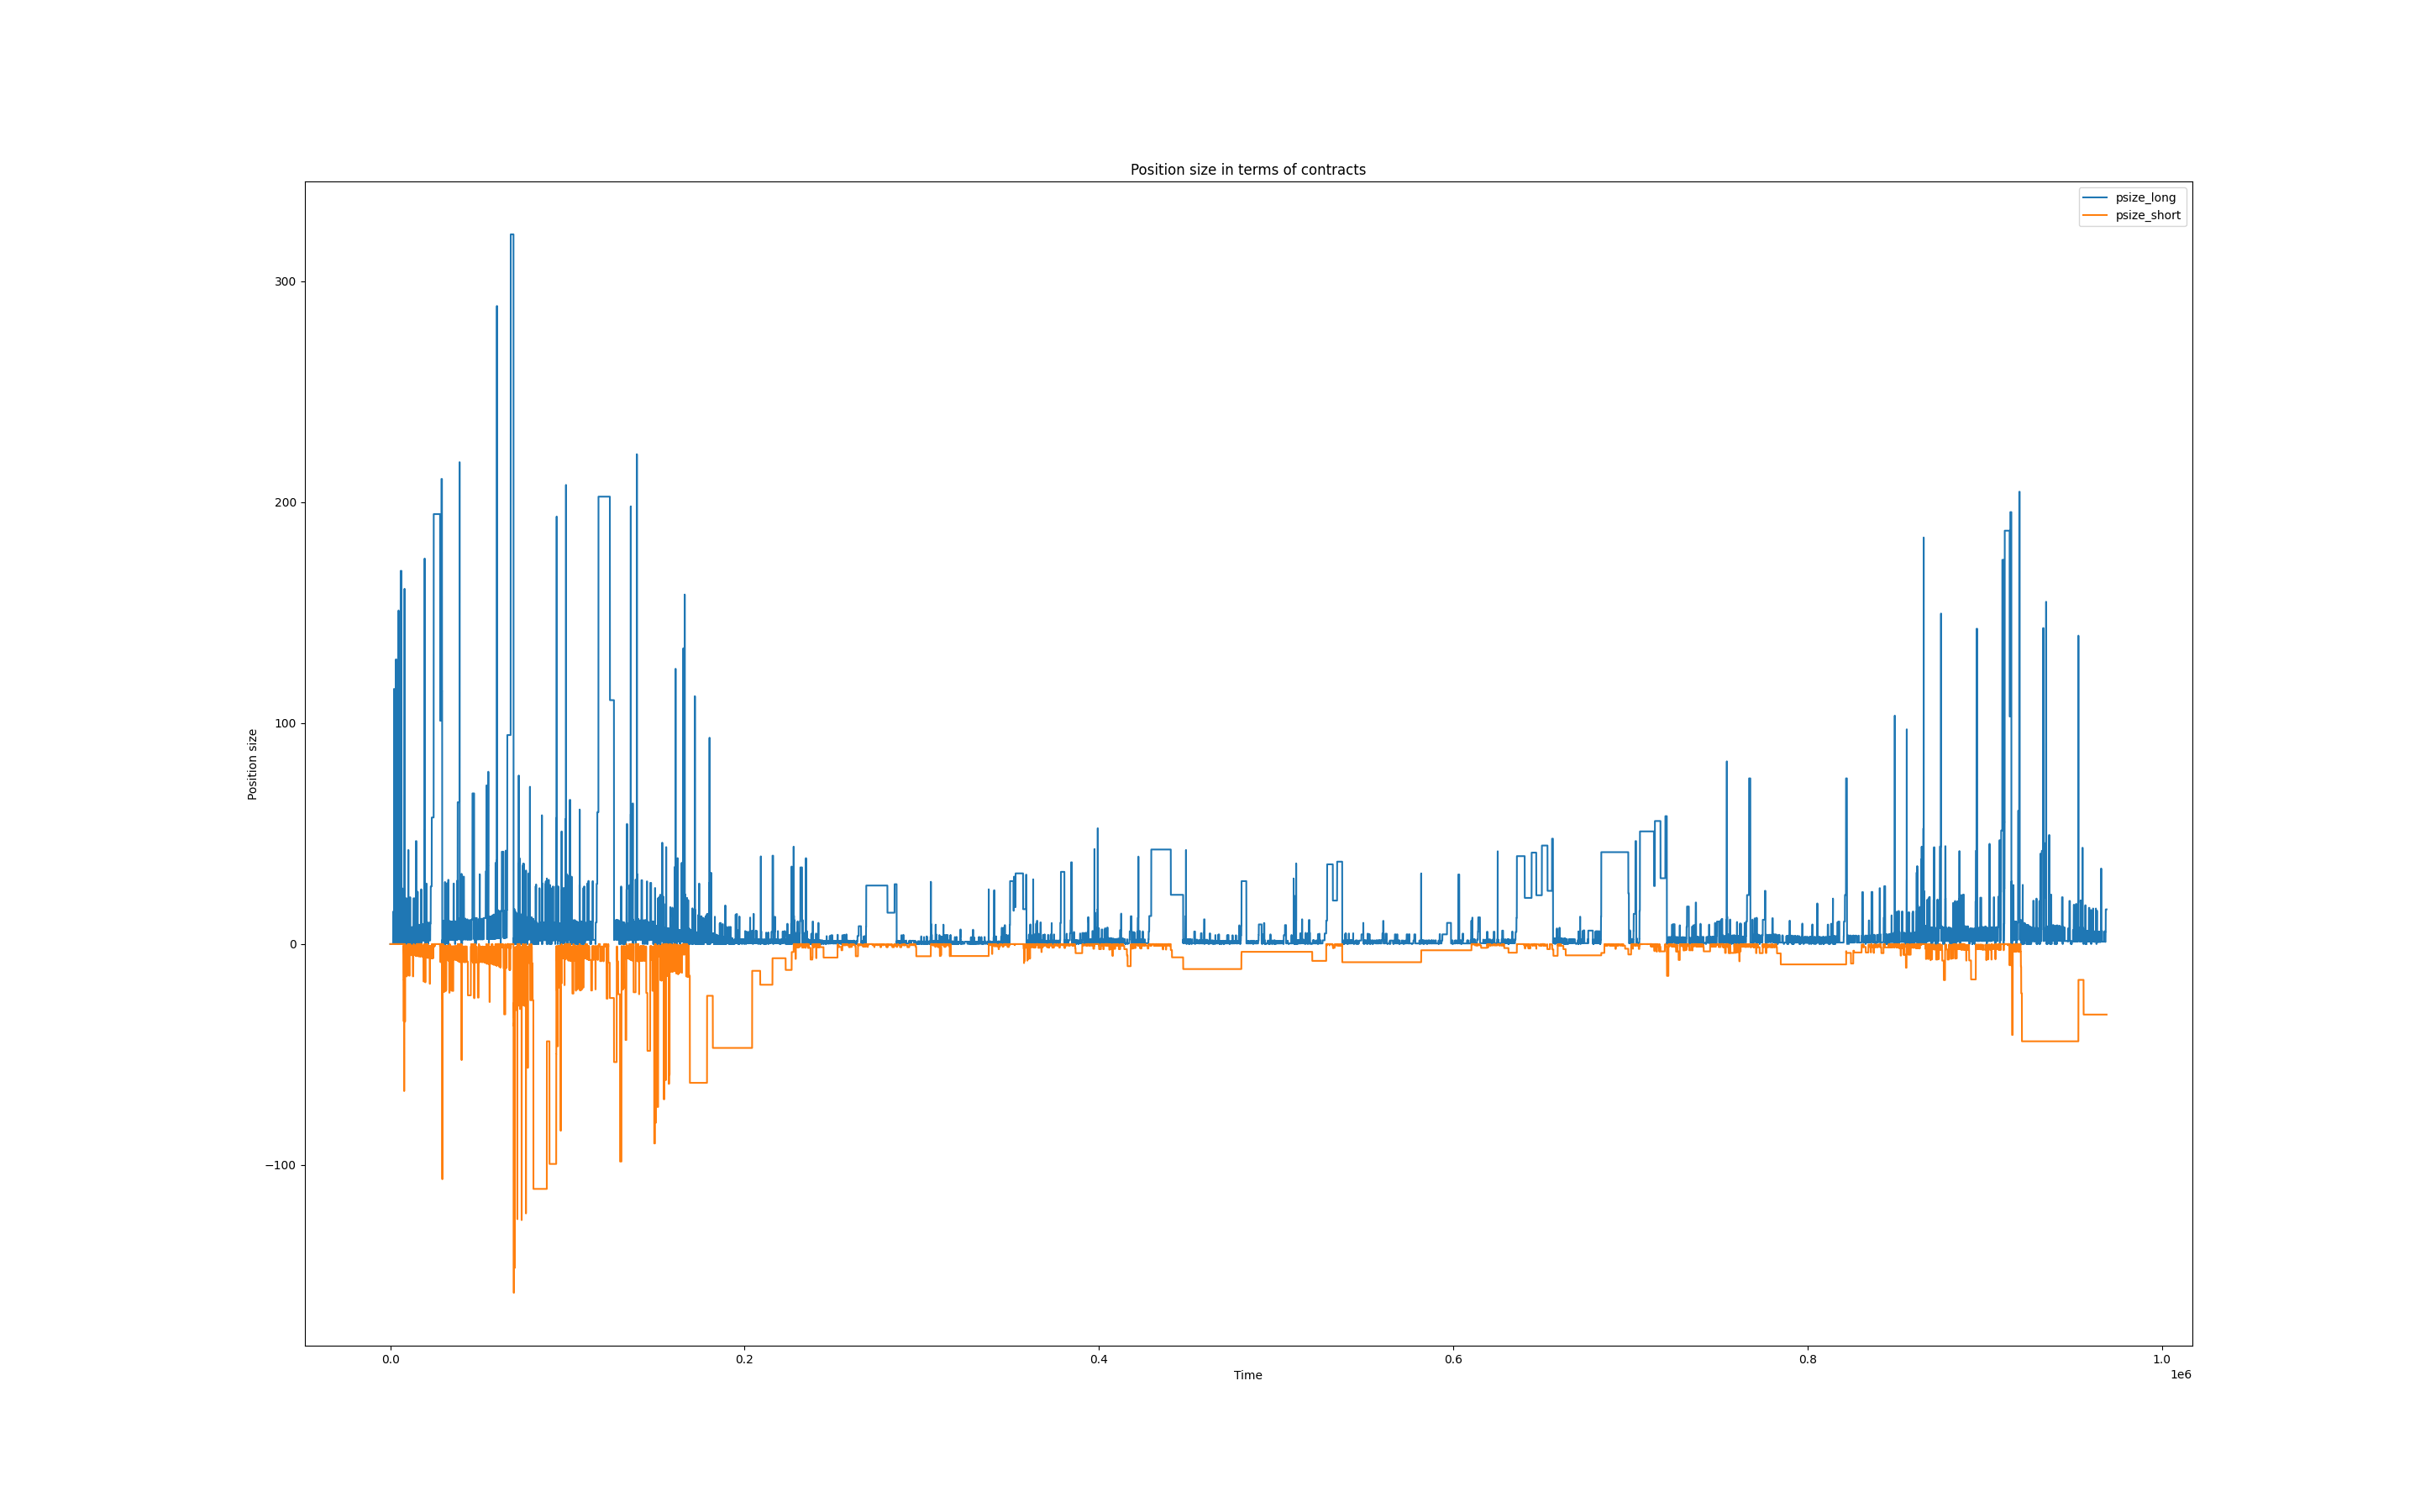 Position size in terms of contracts
psize_long
psize_short
300
200
100
0
−100
Position size
0.0
0.2
0.4
0.6
0.8
1.0
1e6
Time